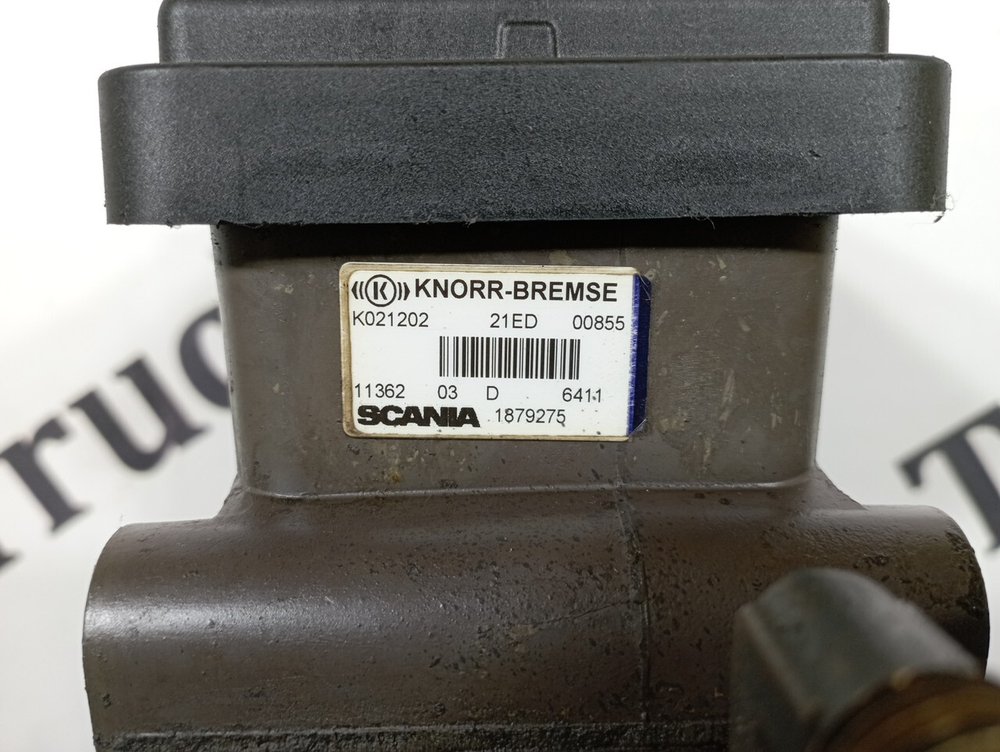 K KNORR-BREMSE
K021202 21ED 00855
11362 03 D 6411
SCANIA 1879275